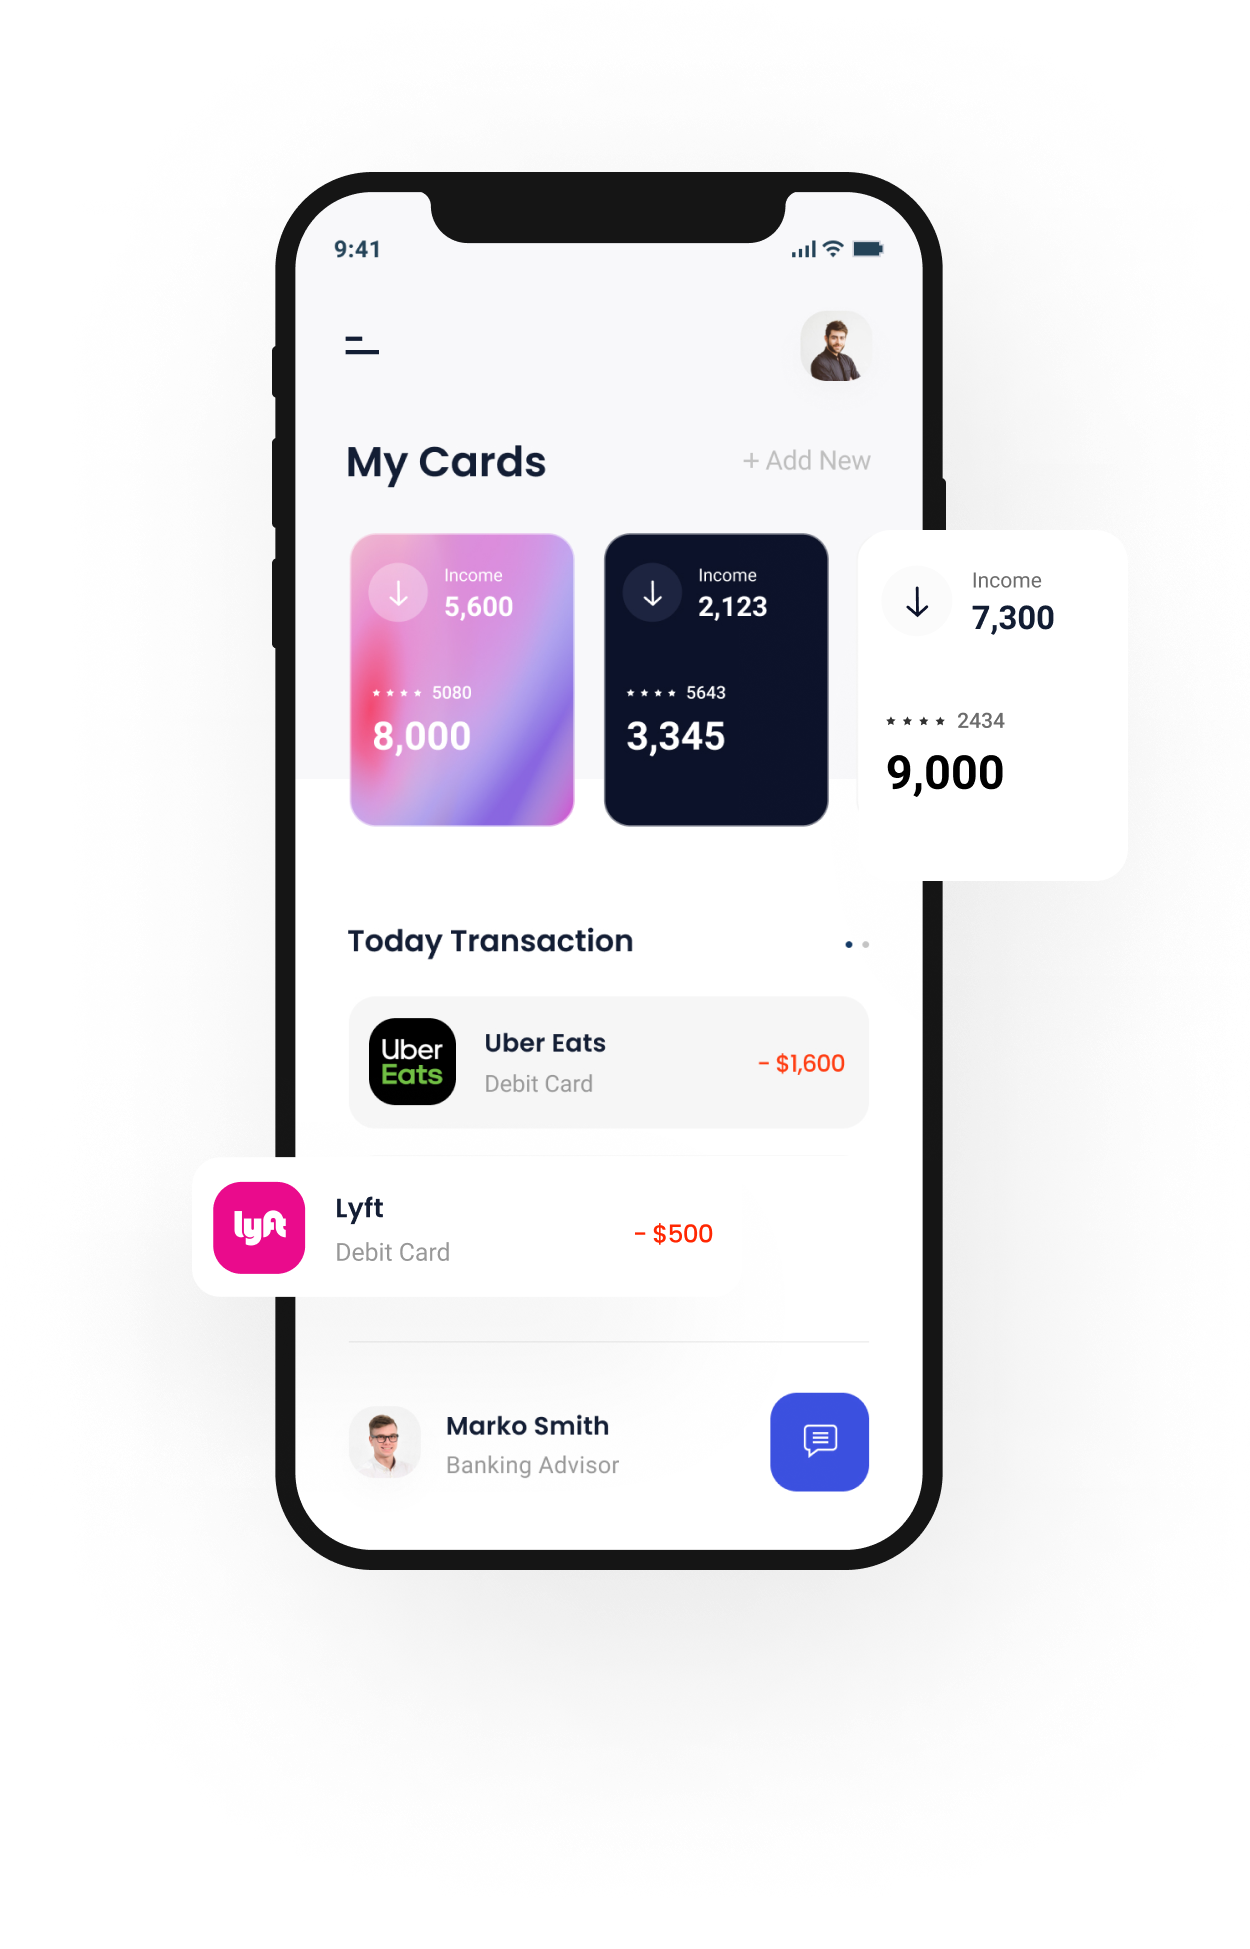 9:41
My Cards
+ Add New
Income
5,600
**** 5080
8,000
Income
2,123
**** 5643
3,345
Income
7,300
**** 2434
9,000
Today Transaction
Uber
Eats
Uber Eats
Debit Card
- $1,600
lyft
Lyft
Debit Card
- $500
Marko Smith
Banking Advisor